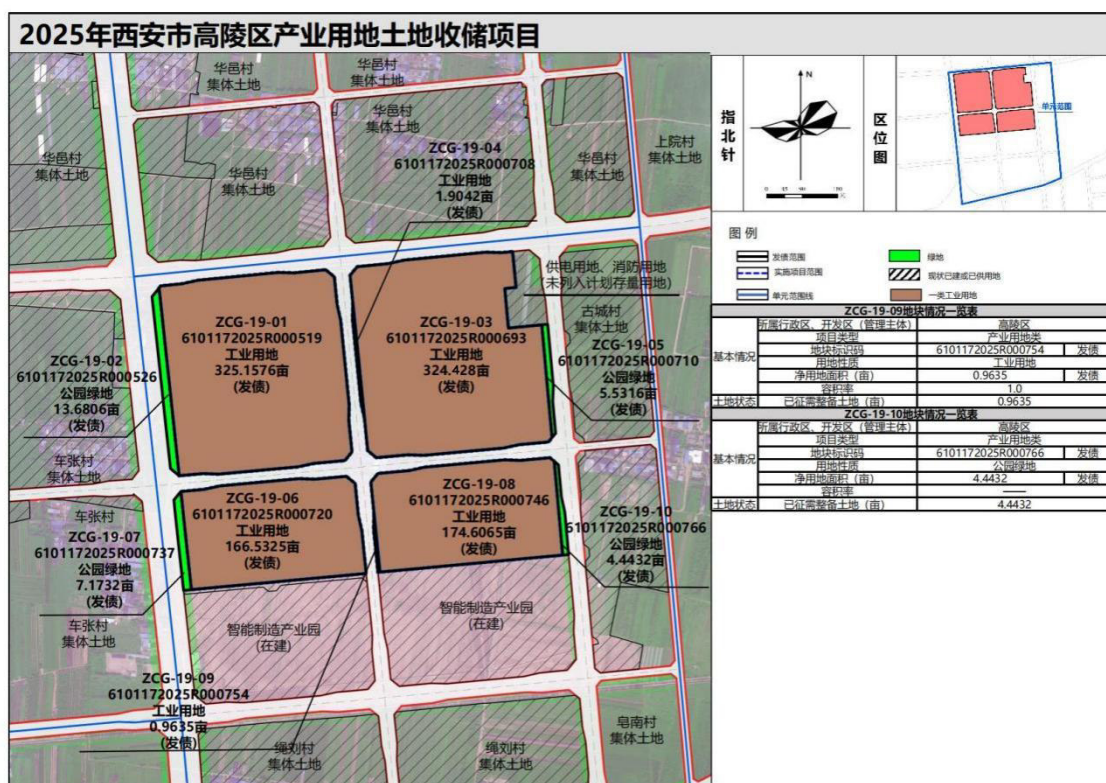 2025年西安市高陵区产业用地土地收储项目
华邑村
集体土地
华邑村
集体土地
华邑村
集体土地
华邑村
集体土地
华邑村
集体土地
华邑村
集体土地
上院村
集体土地
ZCG-19-04
6101172025R000708
工业用地
1.9042亩
(发债)
供电用地、消防用地
(未列入计划存量用地)
古城村
集体土地
ZCG-19-01
6101172025R000519
工业用地
325.1576亩
(发债)
ZCG-19-03
6101172025R000693
工业用地
324.428亩
(发债)
ZCG-19-02
6101172025R000526
公园绿地
13.6806亩
(发债)
ZCG-19-05
6101172025R000710
公园绿地
5.5316亩
(发债)
车张村
集体土地
车张村
ZCG-19-06
6101172025R000720
工业用地
166.5325亩
(发债)
ZCG-19-08
6101172025R000746
工业用地
174.6065亩
(发债)
ZCG-19-10
6101172025R000766
公园绿地
4.4432亩
(发债)
ZCG-19-07
6101172025R000737
公园绿地
7.1732亩
(发债)
车张村
集体土地
智能制造产业园
(在建)
智能制造产业园
(在建)
ZCG-19-09
6101172025R000754
工业用地
0.9635亩
(发债)
绳刘村
集体土地
绳刘村
集体土地
皂南村
集体土地
指北针
N
区位图
单元范围
图 例
发债范围
绿地
实施项目范围
现状已建或已供用地
单元范围线
一类工业用地
ZCG-19-09地块情况一览表
基本情况
所属行政区、开发区（管理主体） 高陵区
项目类型 产业用地类
地块标识码 6101172025R000754 发债
用地性质 工业用地
净用地面积（亩） 0.9635 发债
容积率 1.0
土地状态 已征需整备土地（亩） 0.9635
ZCG-19-10地块情况一览表
基本情况
所属行政区、开发区（管理主体） 高陵区
项目类型 产业用地类
地块标识码 6101172025R000766 发债
用地性质 公园绿地
净用地面积（亩） 4.4432 发债
容积率 ——
土地状态 已征需整备土地（亩） 4.4432